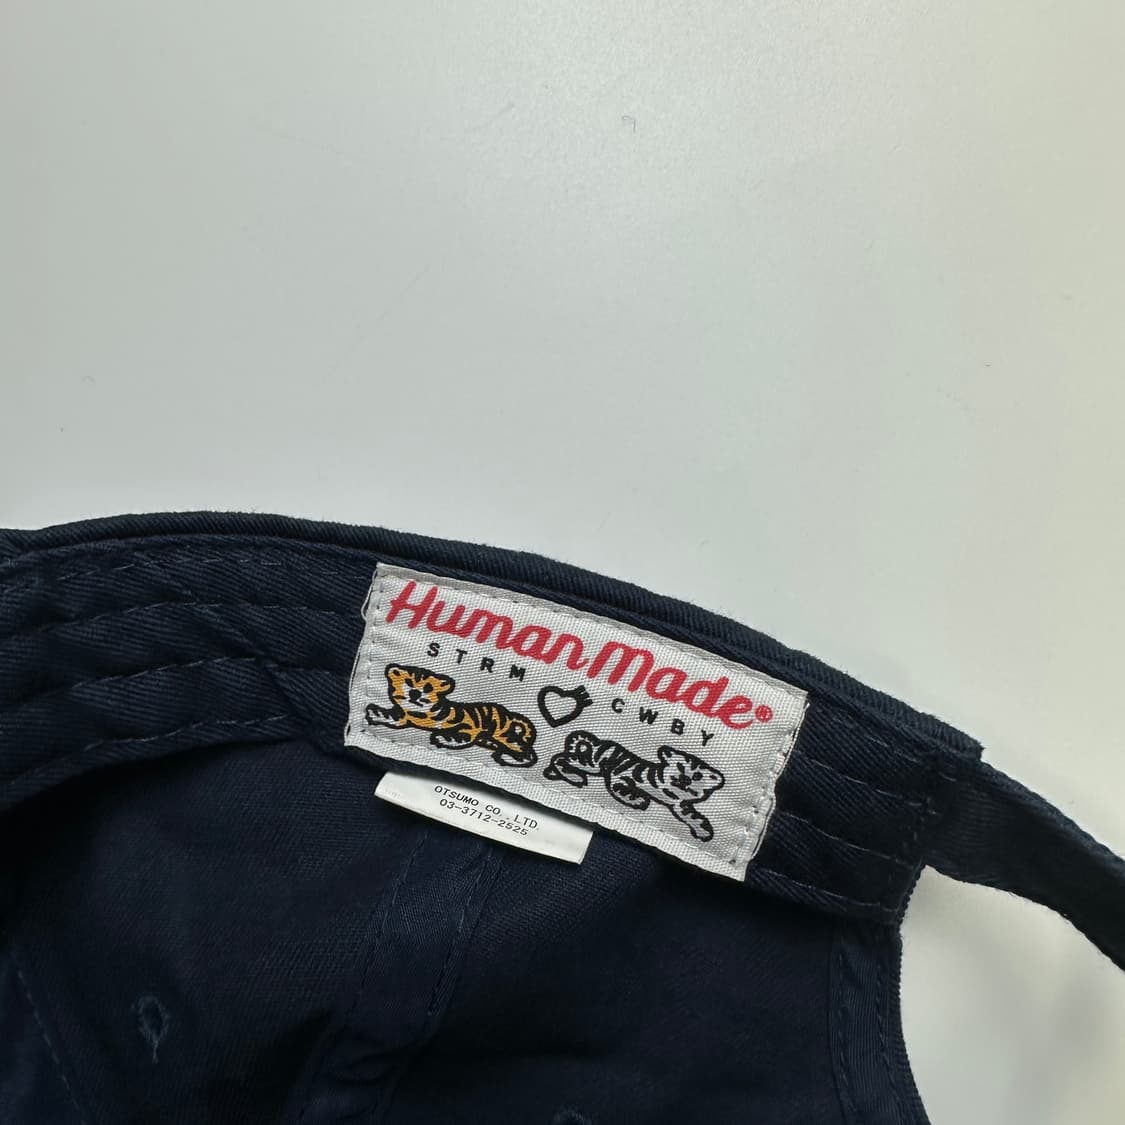 Human Made®
STRM CWBY
OTSUMO CO.,LTD.
03-3712-2525